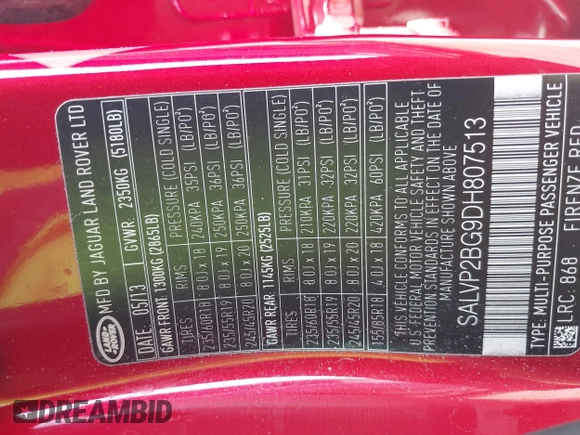 LAND ROVER
MFD BY JAGUAR LAND ROVER LTD
DATE: 05/13 GVWR: 2350KG (5180LB)
GAWR FRONT: 1300KG (2865LB)
TIRES RIMS PRESSURE (COLD SINGLE)
235/60R18 8.0J x 18 240KPA 35PSI (LB/PO²)
235/55R19 8.0J x 19 250KPA 36PSI (LB/PO²)
245/45R20 8.0J x 20 250KPA 36PSI (LB/PO²)
GAWR REAR: 1145KG (2525LB)
TIRES RIMS PRESSURE (COLD SINGLE)
235/60R18 8.0J x 18 210KPA 31PSI (LB/PO²)
235/55R19 8.0J x 19 220KPA 32PSI (LB/PO²)
245/45R20 8.0J x 20 220KPA 32PSI (LB/PO²)
155/85R18 4.0J x 18 420KPA 60PSI (LB/PO²)
THIS VEHICLE CONFORMS TO ALL APPLICABLE
U.S. FEDERAL MOTOR VEHICLE SAFETY AND THEFT
PREVENTION STANDARDS IN EFFECT ON THE DATE OF
MANUFACTURE SHOWN ABOVE
SALVP2BG9DH807513
TYPE: MULTI-PURPOSE PASSENGER VEHICLE
LRC. 868 FIRENZE RED
DREAMBID